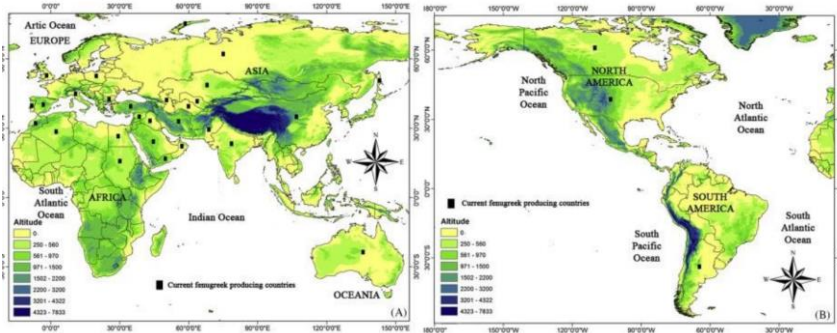 0°0'0" 30°0'0"E 60°0'0"E 90°0'0"E 120°0'0"E 150°0'0"E
Artic Ocean
EUROPE
ASIA
AFRICA
South
Atlantic
Ocean
Indian Ocean
N
W E
S
Altitude
0
250 - 560
561 - 970
971 - 1500
1502 - 2200
2200 - 3200
3201 - 4322
4323 - 7833
Current fenugreek producing countries
OCEANIA
(A)
180°0'0" 150°0'0"W 120°0'0"W 90°0'0"W 60°0'0"W 30°0'0"W
NORTH
AMERICA
North
Pacific
Ocean
North
Atlantic
Ocean
Current fenugreek producing countries
Altitude
0
250 - 560
561 - 970
971 - 1500
1502 - 2200
2200 - 3200
3201 - 4322
4323 - 7833
SOUTH
AMERICA
South
Pacific
Ocean
South
Atlantic
Ocean
N
W E
S
(B)